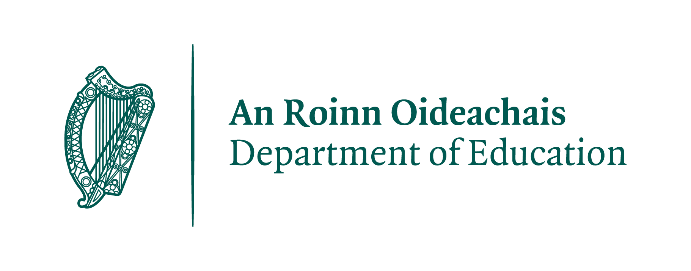 An Roinn Oideachais
Department of Education